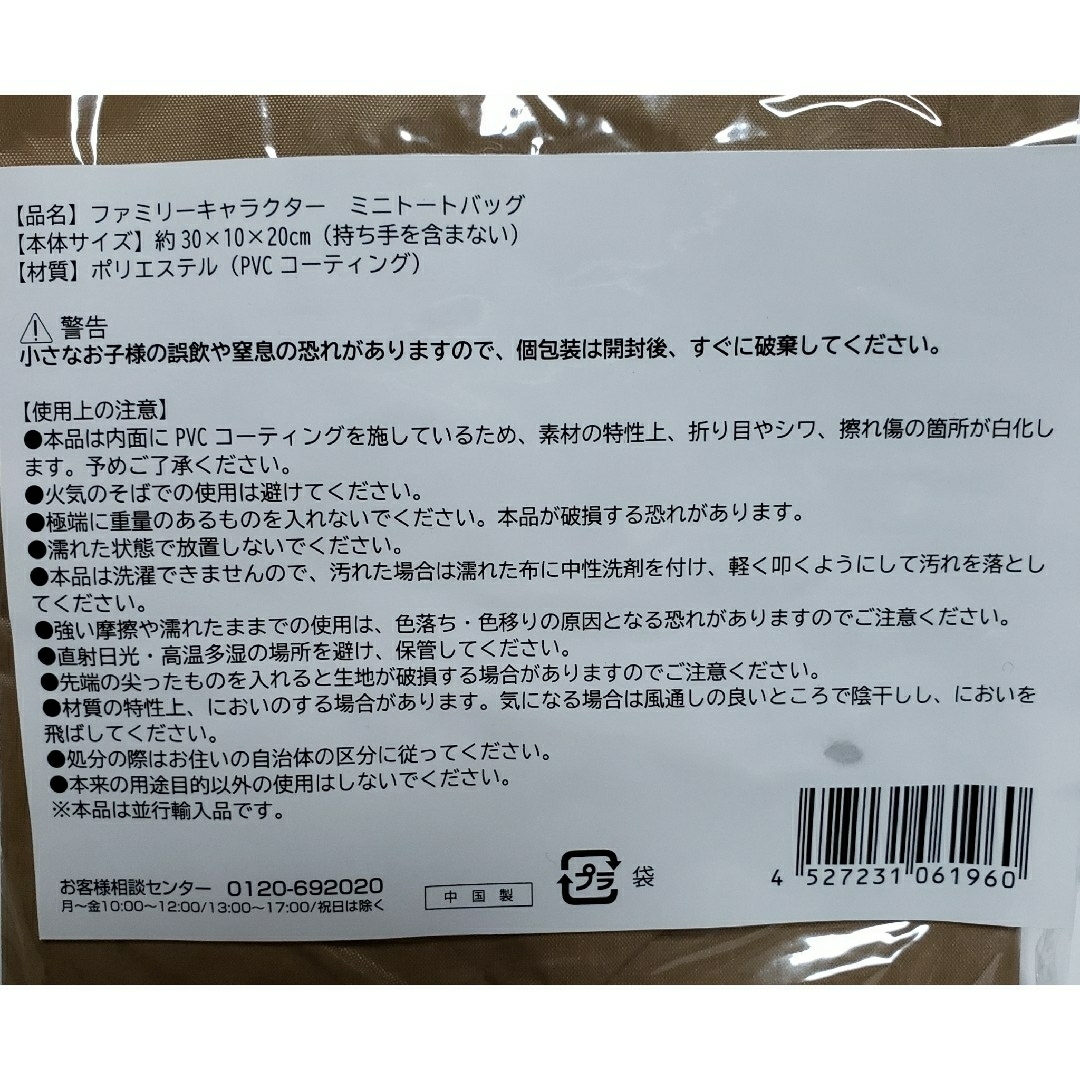 【品名】ファミリーキャラクター　ミニトートバッグ
【本体サイズ】約30×10×20cm（持ち手を含まない）
【材質】ポリエステル（PVCコーティング）
警告
小さなお子様の誤飲や窒息の恐れがありますので、個包装は開封後、すぐに破棄してください。
【使用上の注意】
●本品は内面にPVCコーティングを施しているため、素材の特性上、折り目やシワ、擦れ傷の箇所が白化し
ます。予めご了承ください。
●火気のそばでの使用は避けてください。
●極端に重量のあるものを入れないでください。本品が破損する恐れがあります。
●濡れた状態で放置しないでください。
●本品は洗濯できませんので、汚れた場合は濡れた布に中性洗剤を付け、軽く叩くようにして汚れを落とし
てください。
●強い摩擦や濡れたままでの使用は、色落ち・色移りの原因となる恐れがありますのでご注意ください。
●直射日光・高温多湿の場所を避け、保管してください。
●先端の尖ったものを入れると生地が破損する場合がありますのでご注意ください。
●材質の特性上、においのする場合があります。気になる場合は風通しの良いところで陰干しし、においを
飛ばしてください。
●処分の際はお住いの自治体の区分に従ってください。
●本来の用途目的以外の使用はしないでください。
※本品は並行輸入品です。
お客様相談センター 0120-692020
月～金10:00～12:00/13:00～17:00/祝日は除く
中国製
プラ 袋
4 527231 061960